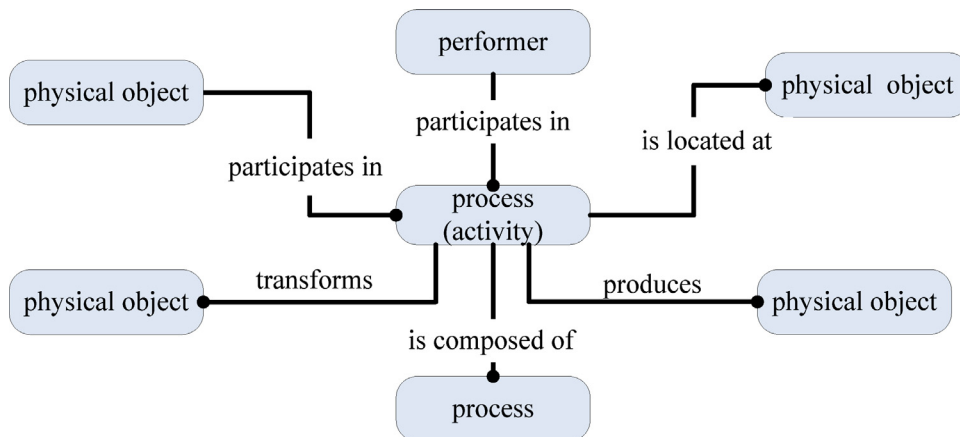 performer
physical object
physical object
participates in
is located at
participates in
process
(activity)
transforms
produces
physical object
physical object
is composed of
process